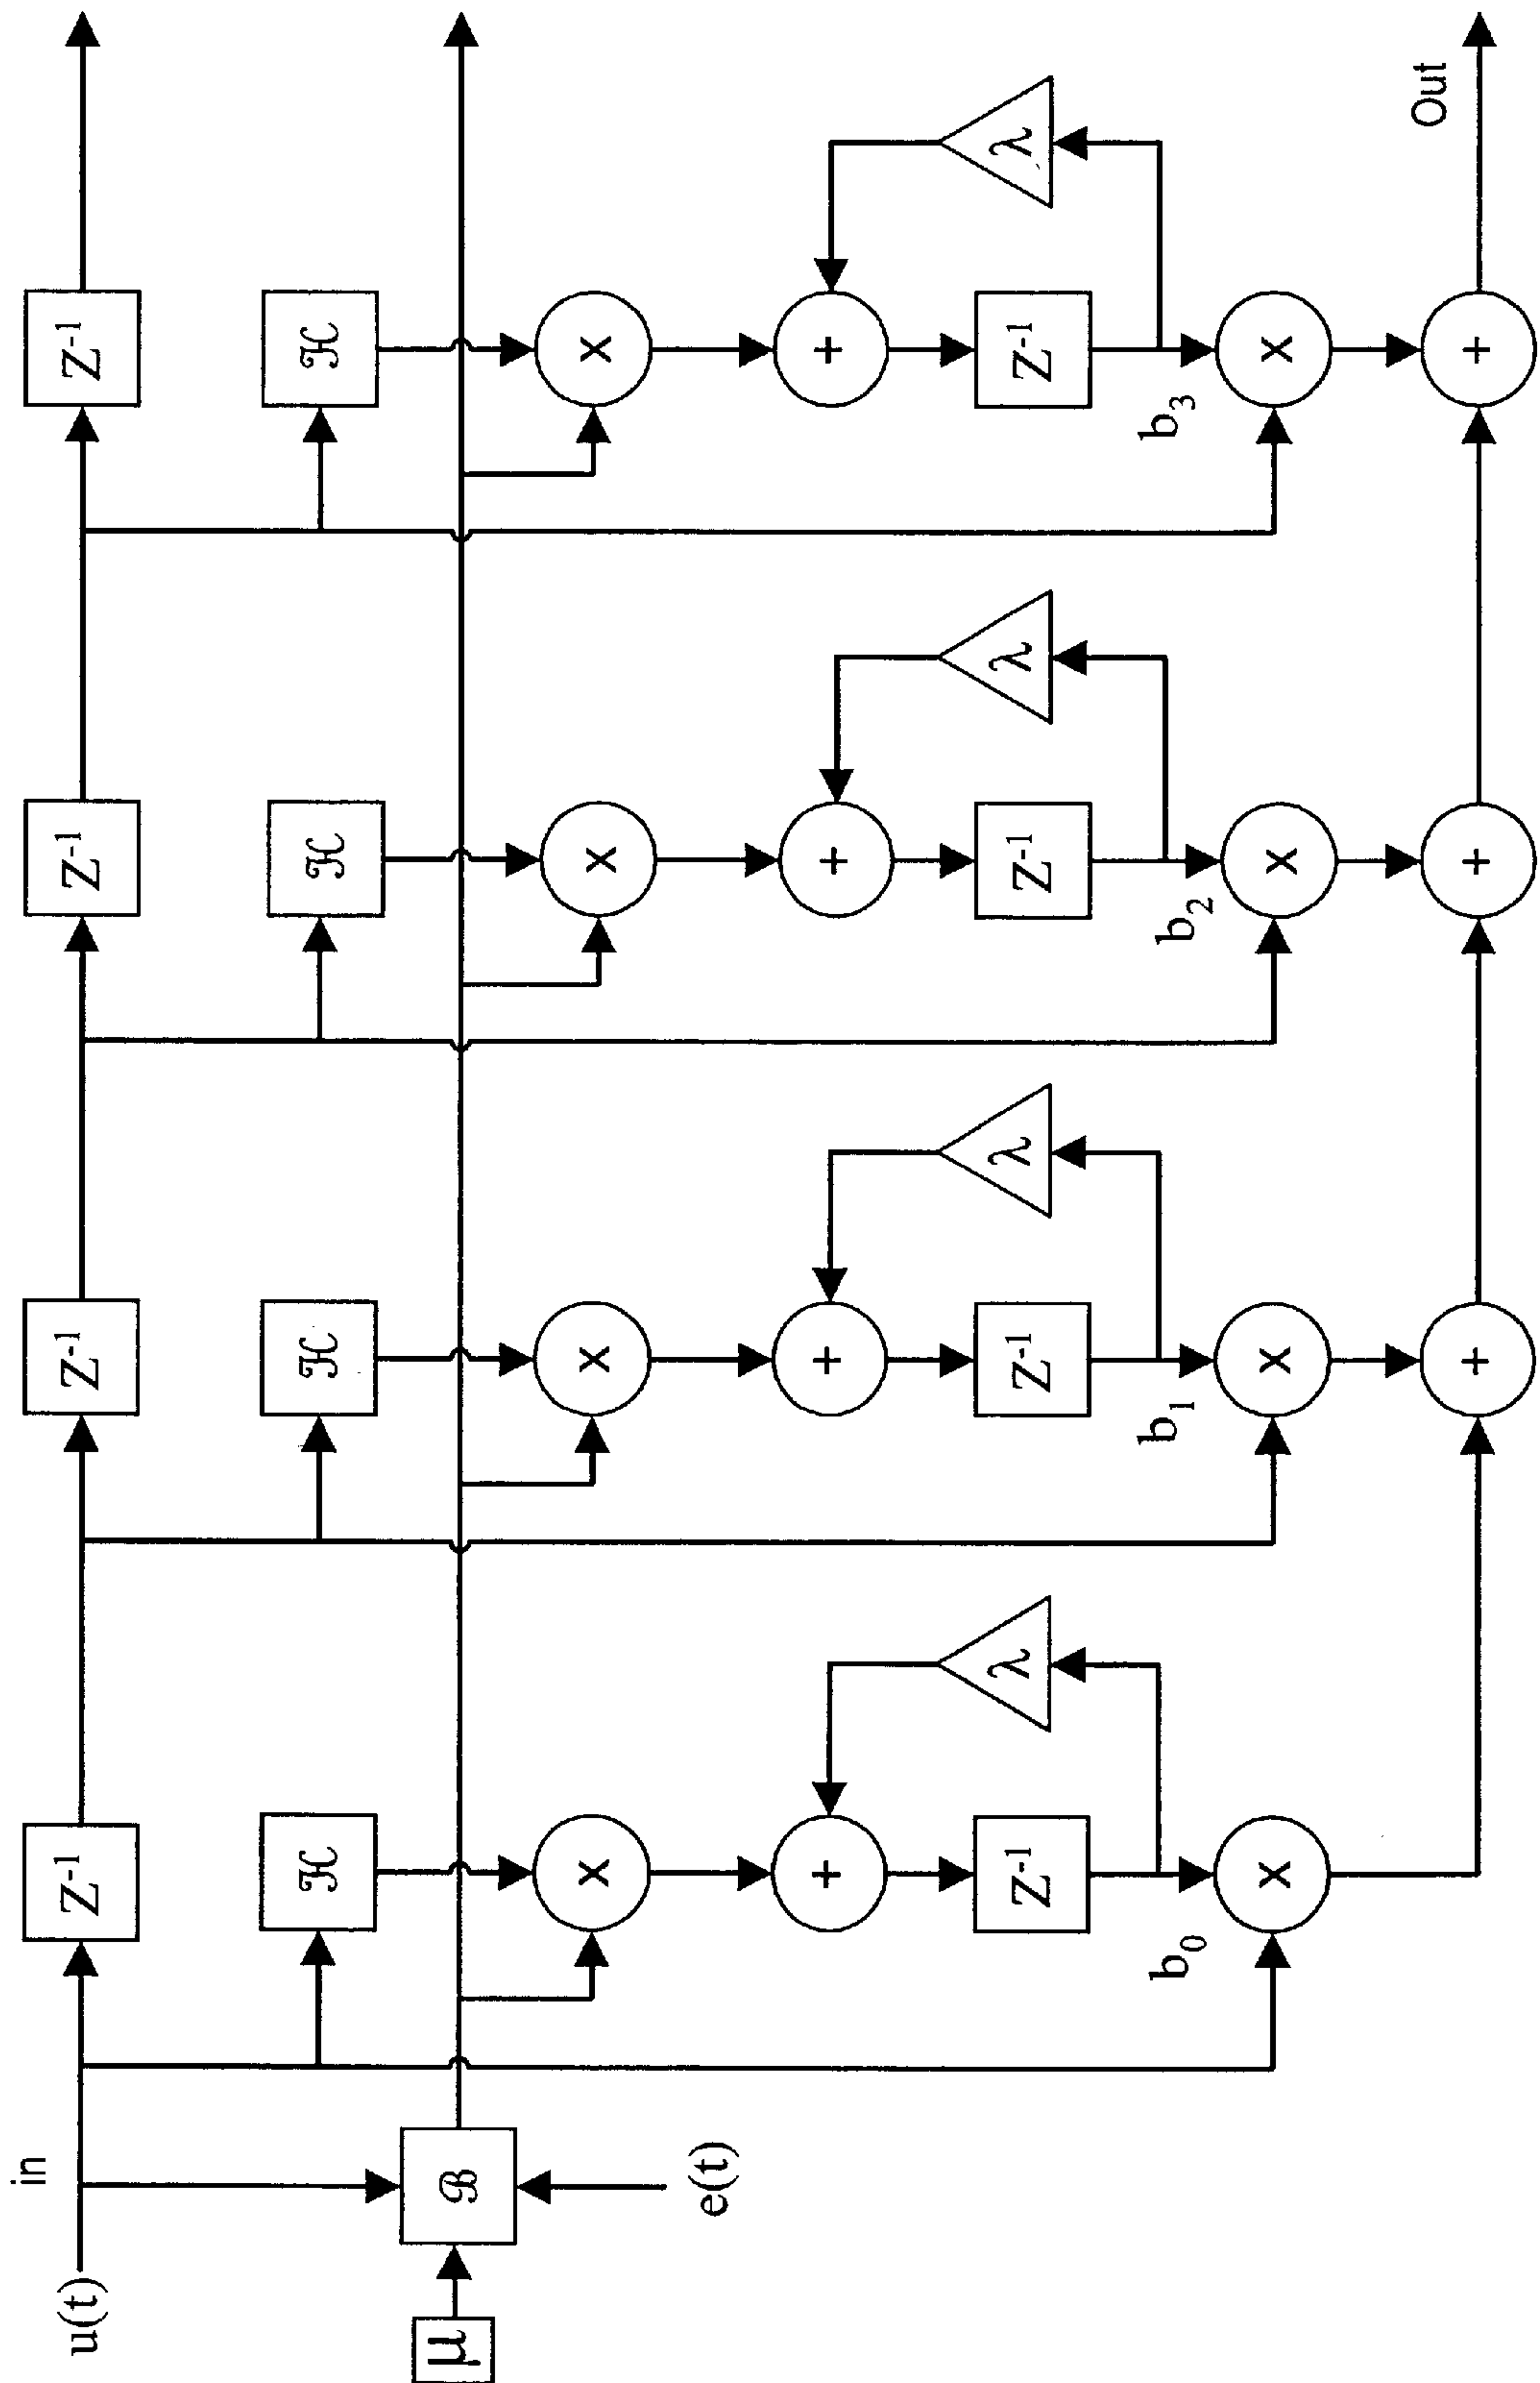 in
u(t)
Z⁻¹ Z⁻¹ Z⁻¹ Z⁻¹
ℋ ℋ ℋ ℋ
μ ℬ
e(t)
x x x x
+ + + +
λ λ λ λ
Z⁻¹ Z⁻¹ Z⁻¹ Z⁻¹
b₀ b₁ b₂ b₃
x x x x
Out
+ + +